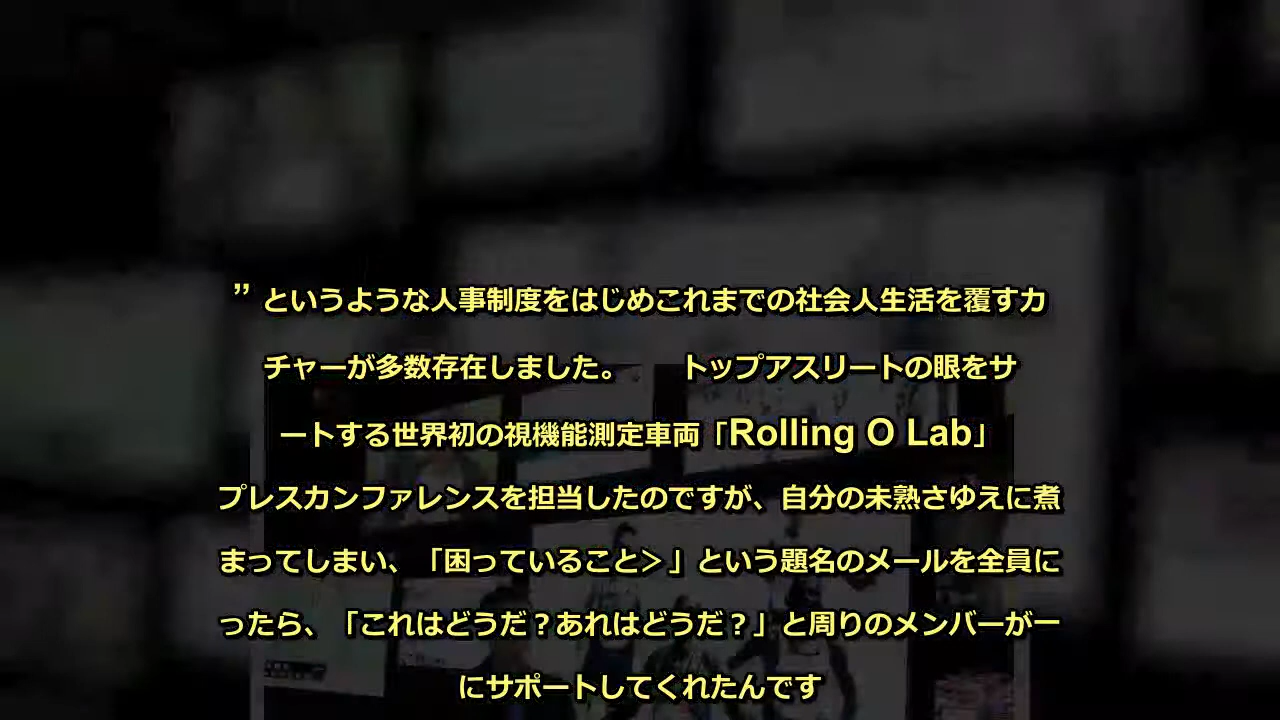 ”というような人事制度をはじめこれまでの社会人生活を覆すカ
チャーが多数存在しました。　　トップアスリートの眼をサ
ートする世界初の視機能測定車両「Rolling O Lab」
プレスカンファレンスを担当したのですが、自分の未熟さゆえに煮
まってしまい、「困っていること＞」という題名のメールを全員に
ったら、「これはどうだ？あれはどうだ？」と周りのメンバーが一
にサポートしてくれたんです